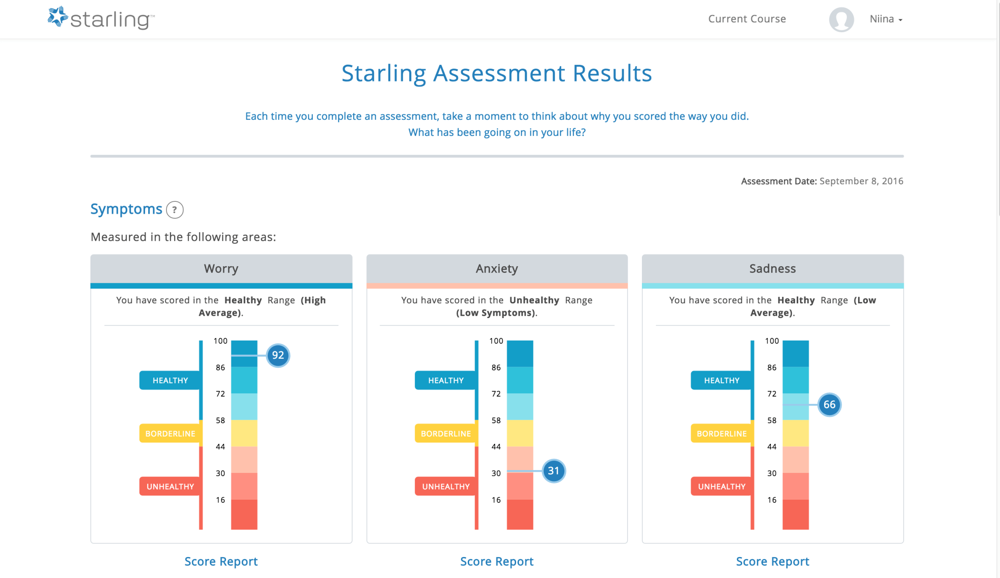 starling™
Current Course
Niina
Starling Assessment Results
Each time you complete an assessment, take a moment to think about why you scored the way you did.
What has been going on in your life?
Assessment Date: September 8, 2016
Symptoms ?
Measured in the following areas:
Worry
You have scored in the Healthy Range (High
Average).
100
92
86
HEALTHY
72
58
BORDERLINE
44
30
UNHEALTHY
16
Score Report
Anxiety
You have scored in the Unhealthy Range
(Low Symptoms).
100
86
HEALTHY
72
58
BORDERLINE
44
31
30
UNHEALTHY
16
Score Report
Sadness
You have scored in the Healthy Range (Low
Average).
100
86
HEALTHY
72
66
58
BORDERLINE
44
30
UNHEALTHY
16
Score Report